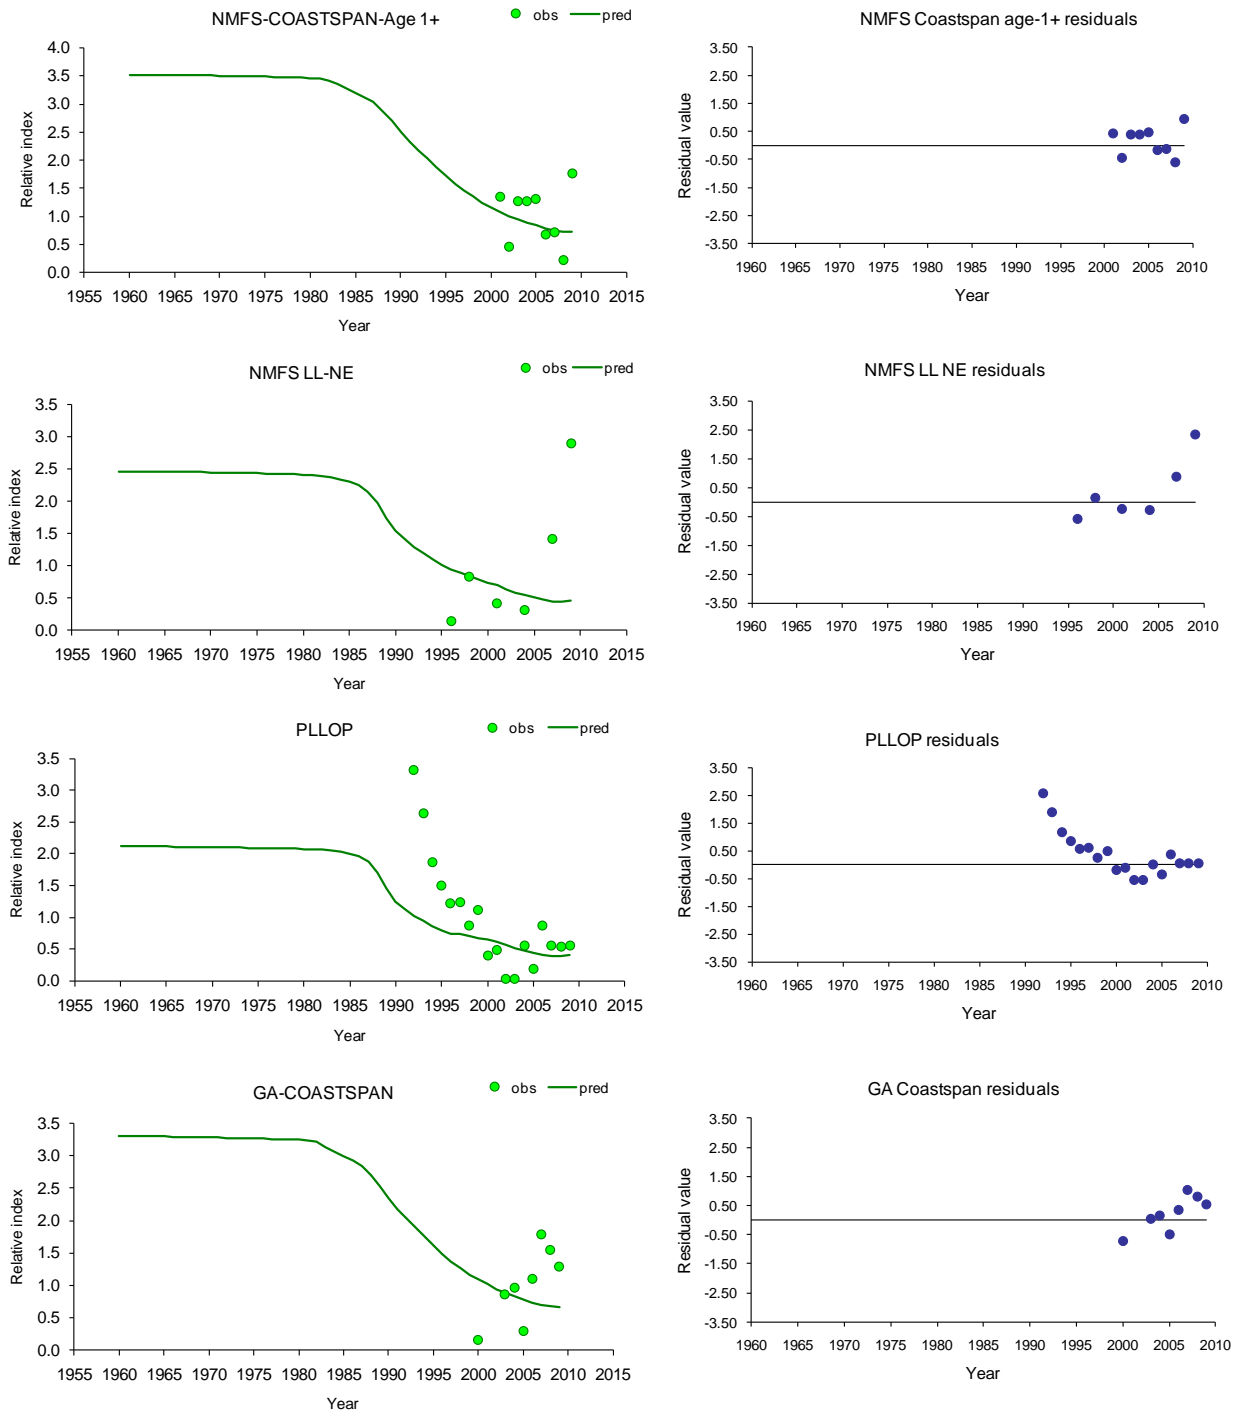 NMFS-COASTSPAN-Age 1+
obs pred
Relative index
4.0
3.5
3.0
2.5
2.0
1.5
1.0
0.5
0.0
1955 1960 1965 1970 1975 1980 1985 1990 1995 2000 2005 2010 2015
Year
NMFS Coastspan age-1+ residuals
Residual value
3.50
2.50
1.50
0.50
-0.50
-1.50
-2.50
-3.50
1960 1965 1970 1975 1980 1985 1990 1995 2000 2005 2010
Year
NMFS LL-NE
obs pred
Relative index
3.5
3.0
2.5
2.0
1.5
1.0
0.5
0.0
1955 1960 1965 1970 1975 1980 1985 1990 1995 2000 2005 2010 2015
Year
NMFS LL NE residuals
Residual value
3.50
2.50
1.50
0.50
-0.50
-1.50
-2.50
-3.50
1960 1965 1970 1975 1980 1985 1990 1995 2000 2005 2010
Year
PLLOP
obs pred
Relative index
3.5
3.0
2.5
2.0
1.5
1.0
0.5
0.0
1955 1960 1965 1970 1975 1980 1985 1990 1995 2000 2005 2010 2015
Year
PLLOP residuals
Residual value
3.50
2.50
1.50
0.50
-0.50
-1.50
-2.50
-3.50
1960 1965 1970 1975 1980 1985 1990 1995 2000 2005 2010
Year
GA-COASTSPAN
obs pred
Relative index
3.5
3.0
2.5
2.0
1.5
1.0
0.5
0.0
1955 1960 1965 1970 1975 1980 1985 1990 1995 2000 2005 2010 2015
Year
GA Coastspan residuals
Residual value
3.50
2.50
1.50
0.50
-0.50
-1.50
-2.50
-3.50
1960 1965 1970 1975 1980 1985 1990 1995 2000 2005 2010
Year